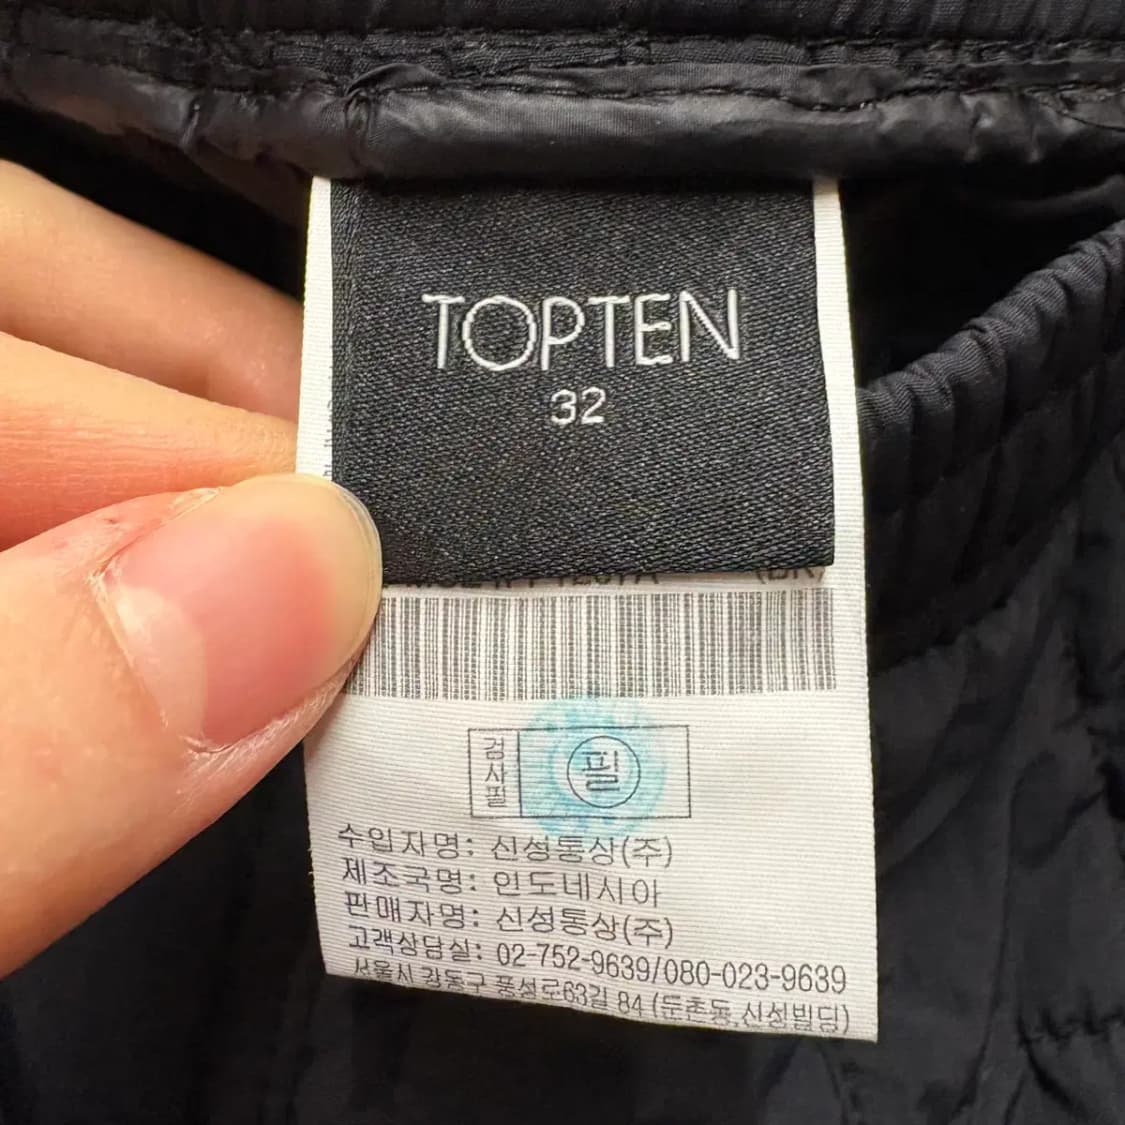 TOPTEN
32
검사필
필
수입자명: 신성통상(주)
제조국명: 인도네시아
판매자명: 신성통상(주)
고객상담실: 02-752-9639/080-023-9639
서울시 강동구 풍성로63길 84 (둔촌동,신성빌딩)